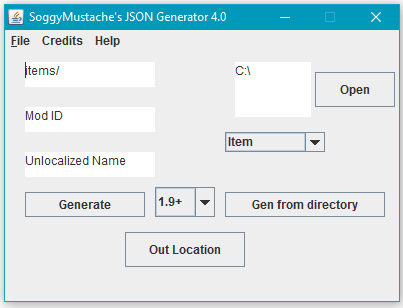 SoggyMustache's JSON Generator 4.0
File Credits Help
items/
C:\
Open
Mod ID
Item
Unlocalized Name
Generate
1.9+
Gen from directory
Out Location